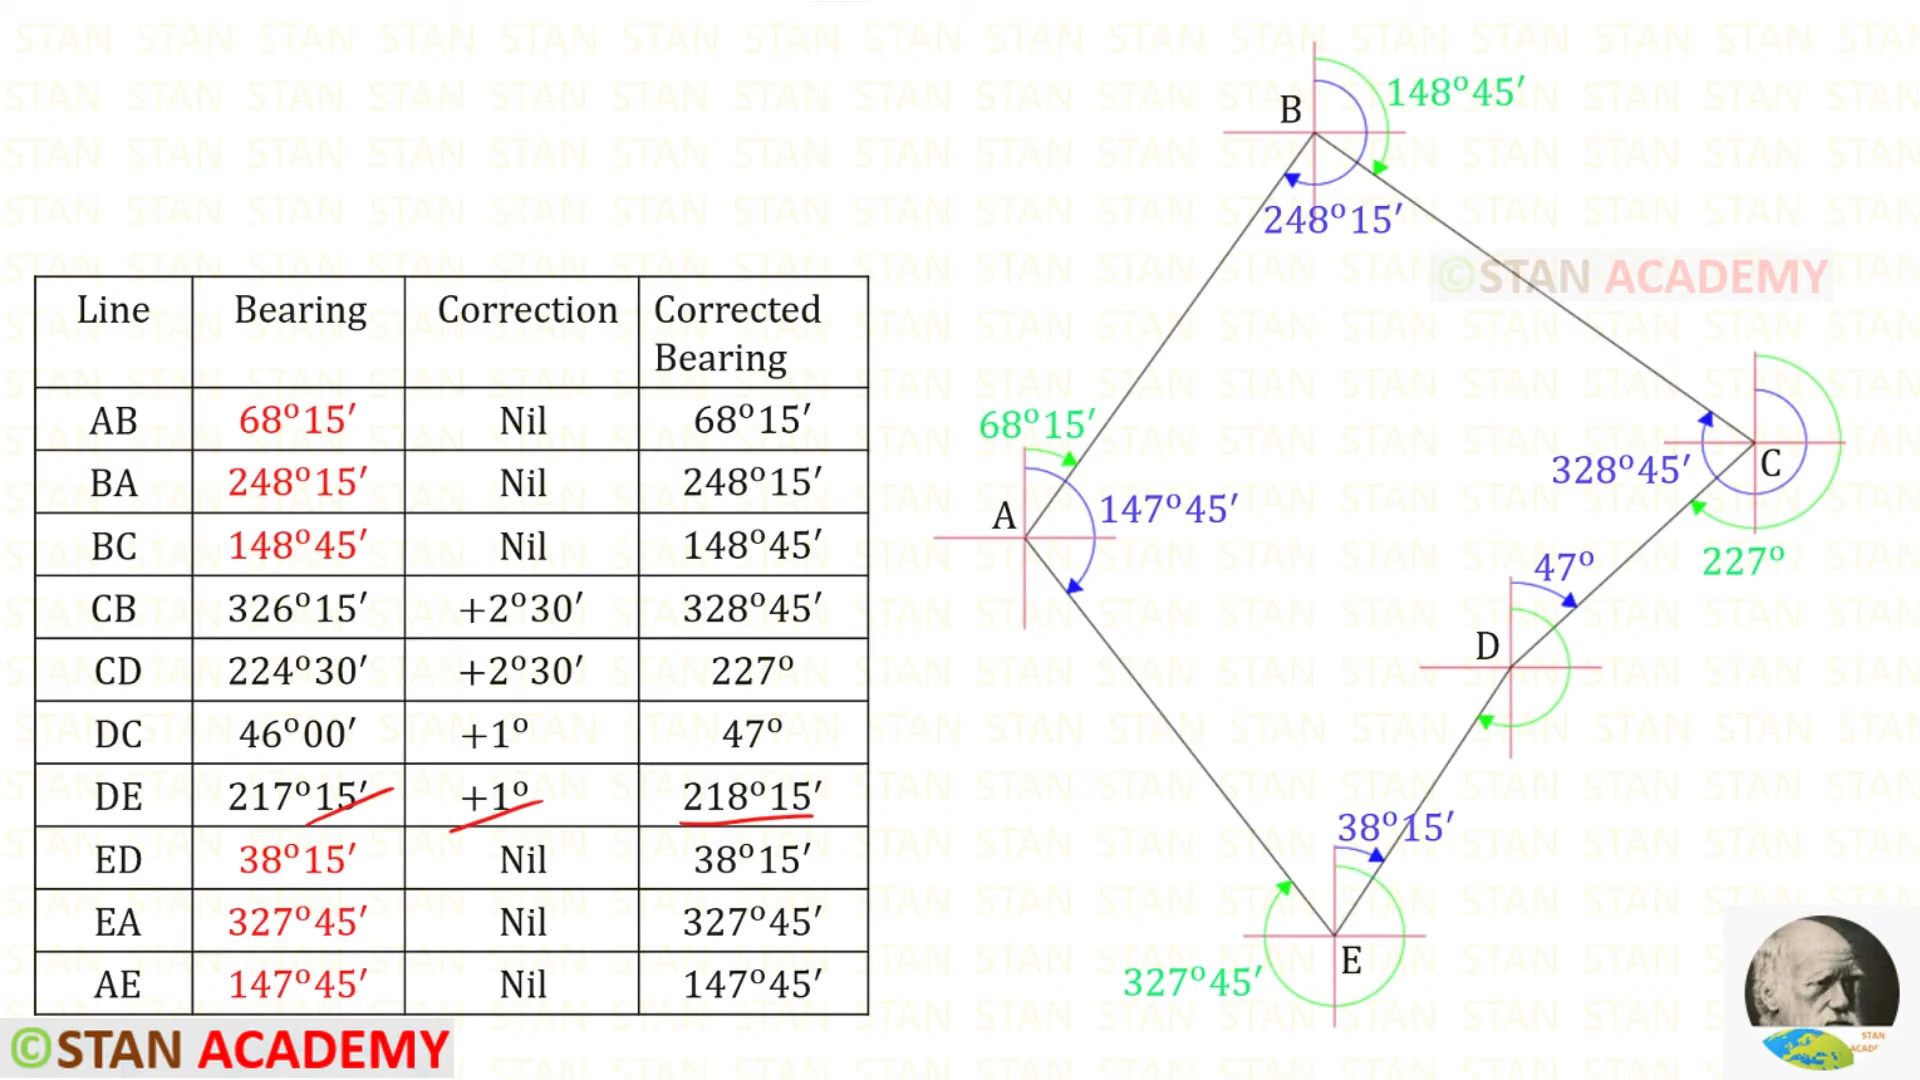 Line Bearing Correction Corrected Bearing
AB 68°15′ Nil 68°15′
BA 248°15′ Nil 248°15′
BC 148°45′ Nil 148°45′
CB 326°15′ +2°30′ 328°45′
CD 224°30′ +2°30′ 227°
DC 46°00′ +1° 47°
DE 217°15′ +1° 218°15′
ED 38°15′ Nil 38°15′
EA 327°45′ Nil 327°45′
AE 147°45′ Nil 147°45′
B
148°45′
248°15′
©STAN ACADEMY
68°15′
A
147°45′
328°45′
C
227°
47°
D
38°15′
327°45′
E
©STAN ACADEMY
STAN